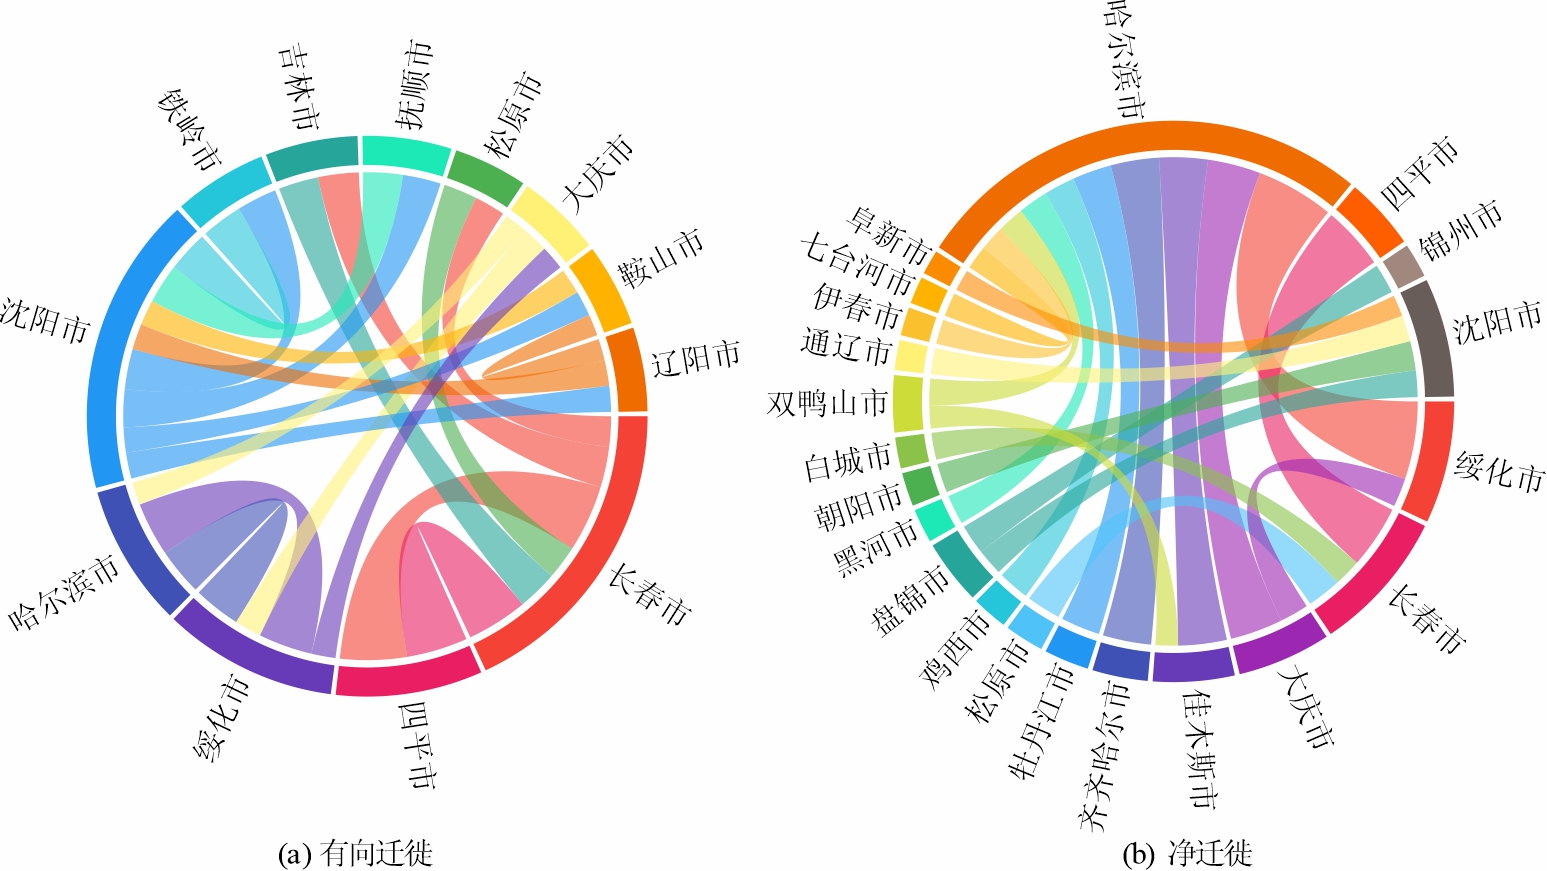 吉林市
抚顺市
松原市
铁岭市
大庆市
鞍山市
沈阳市
辽阳市
哈尔滨市
长春市
绥化市
四平市
(a) 有向迁徙
哈尔滨市
四平市
锦州市
阜新市
七台河市
伊春市
沈阳市
通辽市
双鸭山市
白城市
绥化市
朝阳市
黑河市
盘锦市
长春市
鸡西市
松原市
牡丹江市
齐齐哈尔市
佳木斯市
大庆市
(b) 净迁徙